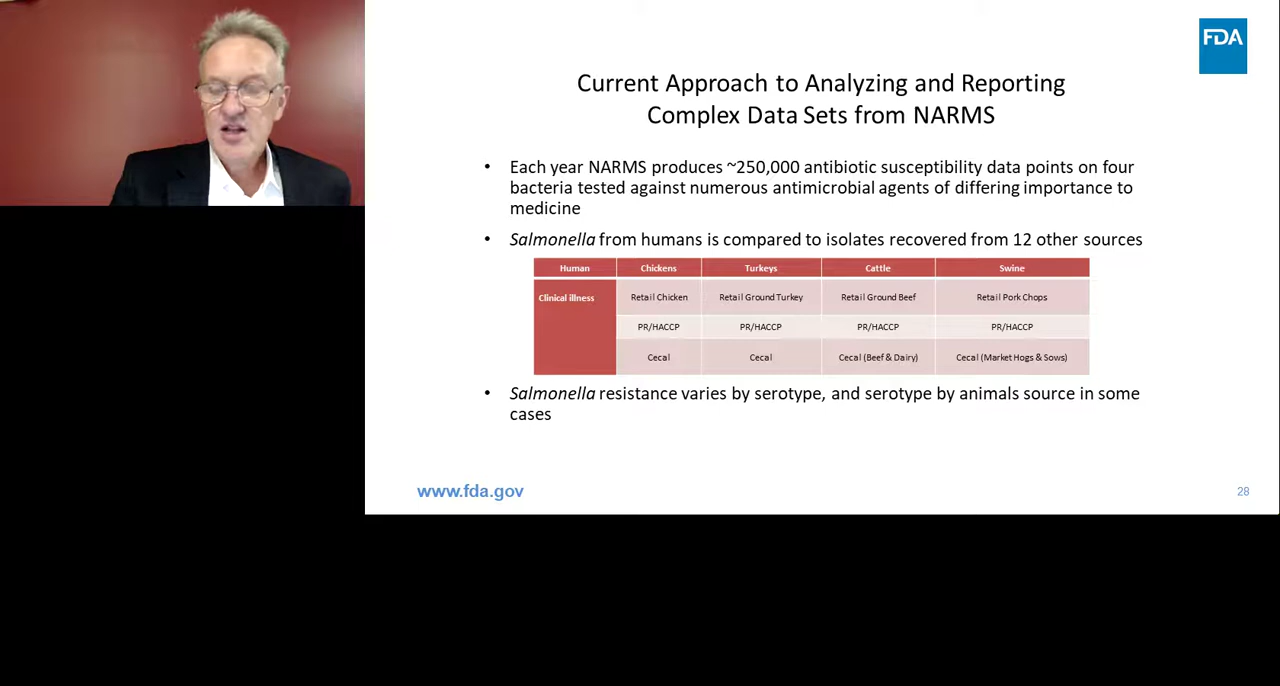 FDA
Current Approach to Analyzing and Reporting
Complex Data Sets from NARMS
• Each year NARMS produces ~250,000 antibiotic susceptibility data points on four
bacteria tested against numerous antimicrobial agents of differing importance to
medicine
• Salmonella from humans is compared to isolates recovered from 12 other sources
Human Chickens Turkeys Cattle Swine
Clinical illness Retail Chicken Retail Ground Turkey Retail Ground Beef Retail Pork Chops
PR/HACCP PR/HACCP PR/HACCP PR/HACCP
Cecal Cecal Cecal (Beef & Dairy) Cecal (Market Hogs & Sows)
• Salmonella resistance varies by serotype, and serotype by animals source in some
cases
www.fda.gov
28